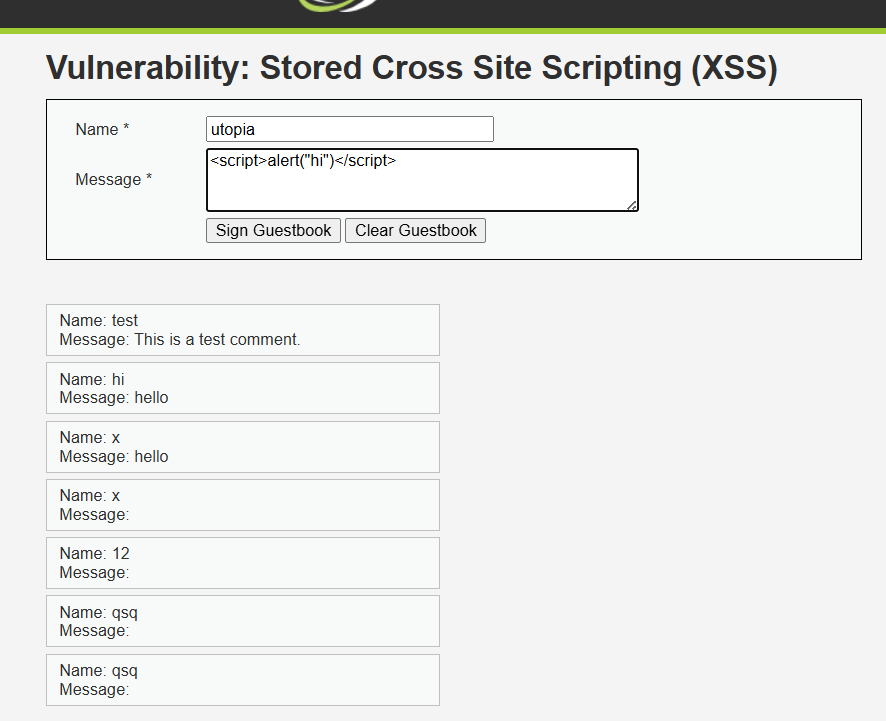 Vulnerability: Stored Cross Site Scripting (XSS)
Name * utopia
Message * <script>alert("hi")</script>
Sign Guestbook Clear Guestbook
Name: test
Message: This is a test comment.
Name: hi
Message: hello
Name: x
Message: hello
Name: x
Message:
Name: 12
Message:
Name: qsq
Message:
Name: qsq
Message: